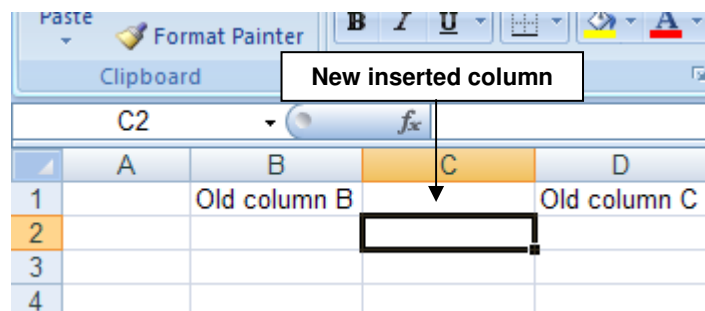 Paste
Format Painter
B I U A
Clipboard
New inserted column
C2 fx
A B C D
1 Old column B Old column C
2
3
4